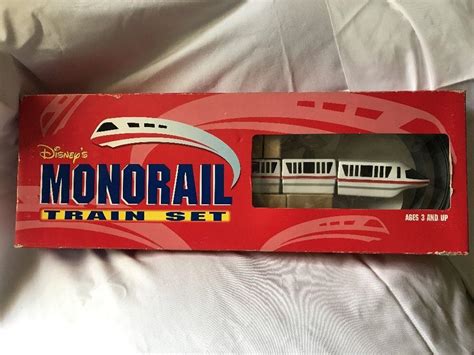 Disney's
MONORAIL
TRAIN SET
AGES 3 AND UP